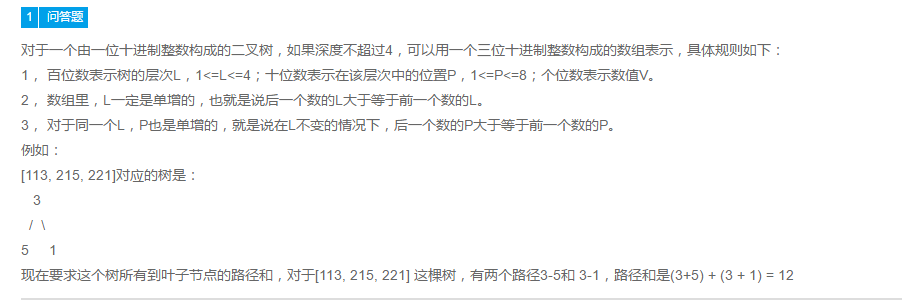 1 问答题
对于一个由一位十进制整数构成的二叉树，如果深度不超过4，可以用一个三位十进制整数构成的数组表示，具体规则如下：
1， 百位数表示树的层次L，1<=L<=4；十位数表示在该层次中的位置P，1<=P<=8；个位数表示数值V。
2， 数组里，L一定是单增的，也就是说后一个数的L大于等于前一个数的L。
3， 对于同一个L，P也是单增的，就是说在L不变的情况下，后一个数的P大于等于前一个数的P。
例如：
[113, 215, 221]对应的树是：
3
/ \
5 1
现在要求这个树所有到叶子节点的路径和，对于[113, 215, 221] 这棵树，有两个路径3-5和 3-1，路径和是(3+5) + (3 + 1) = 12